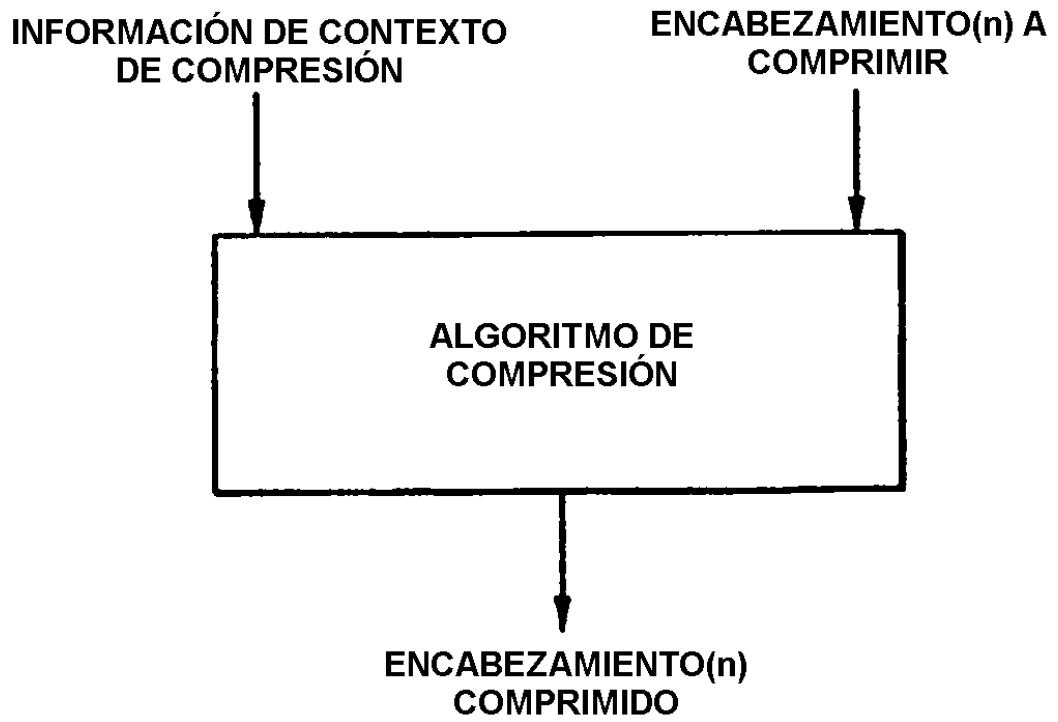 INFORMACIÓN DE CONTEXTO
DE COMPRESIÓN
ENCABEZAMIENTO(n) A
COMPRIMIR
ALGORITMO DE
COMPRESIÓN
ENCABEZAMIENTO(n)
COMPRIMIDO